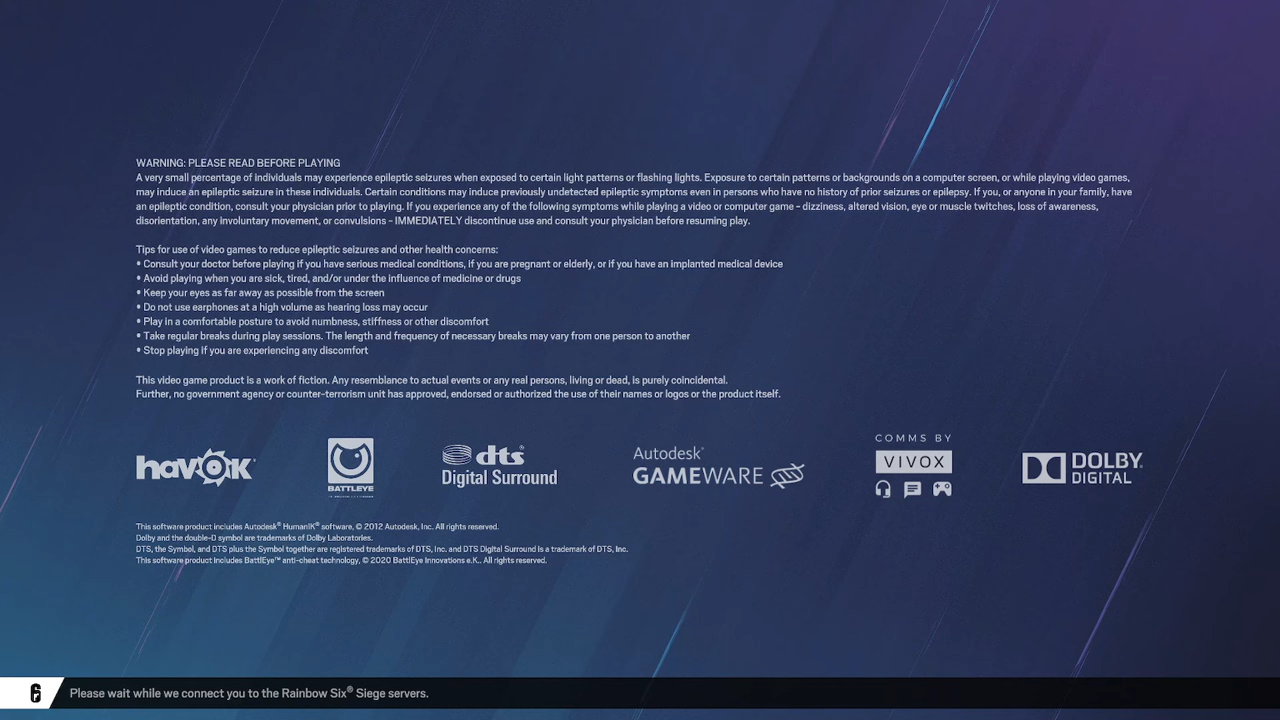 WARNING: PLEASE READ BEFORE PLAYING
A very small percentage of individuals may experience epileptic seizures when exposed to certain light patterns or flashing lights. Exposure to certain patterns or backgrounds on a computer screen, or while playing video games,
may induce an epileptic seizure in these individuals. Certain conditions may induce previously undetected epileptic symptoms even in persons who have no history of prior seizures or epilepsy. If you, or anyone in your family, have
an epileptic condition, consult your physician prior to playing. If you experience any of the following symptoms while playing a video or computer game - dizziness, altered vision, eye or muscle twitches, loss of awareness,
disorientation, any involuntary movement, or convulsions - IMMEDIATELY discontinue use and consult your physician before resuming play.
Tips for use of video games to reduce epileptic seizures and other health concerns:
• Consult your doctor before playing if you have serious medical conditions, if you are pregnant or elderly, or if you have an implanted medical device
• Avoid playing when you are sick, tired, and/or under the influence of medicine or drugs
• Keep your eyes as far away as possible from the screen
• Do not use earphones at a high volume as hearing loss may occur
• Play in a comfortable posture to avoid numbness, stiffness or other discomfort
• Take regular breaks during play sessions. The length and frequency of necessary breaks may vary from one person to another
• Stop playing if you are experiencing any discomfort
This video game product is a work of fiction. Any resemblance to actual events or any real persons, living or dead, is purely coincidental.
Further, no government agency or counter-terrorism unit has approved, endorsed or authorized the use of their names or logos or the product itself.
havok
BATTLEYE
dts
Digital Surround
Autodesk®
GAMEWARE
COMMS BY
VIVOX
DOLBY®
DIGITAL
This software product includes Autodesk® HumanIK® software, © 2012 Autodesk, Inc. All rights reserved.
Dolby and the double-D symbol are trademarks of Dolby Laboratories.
DTS, the Symbol, and DTS plus the Symbol together are registered trademarks of DTS, Inc. and DTS Digital Surround is a trademark of DTS, Inc.
This software product includes BattlEye™ anti-cheat technology, © 2020 BattlEye Innovations e.K.. All rights reserved.
6 Please wait while we connect you to the Rainbow Six® Siege servers.